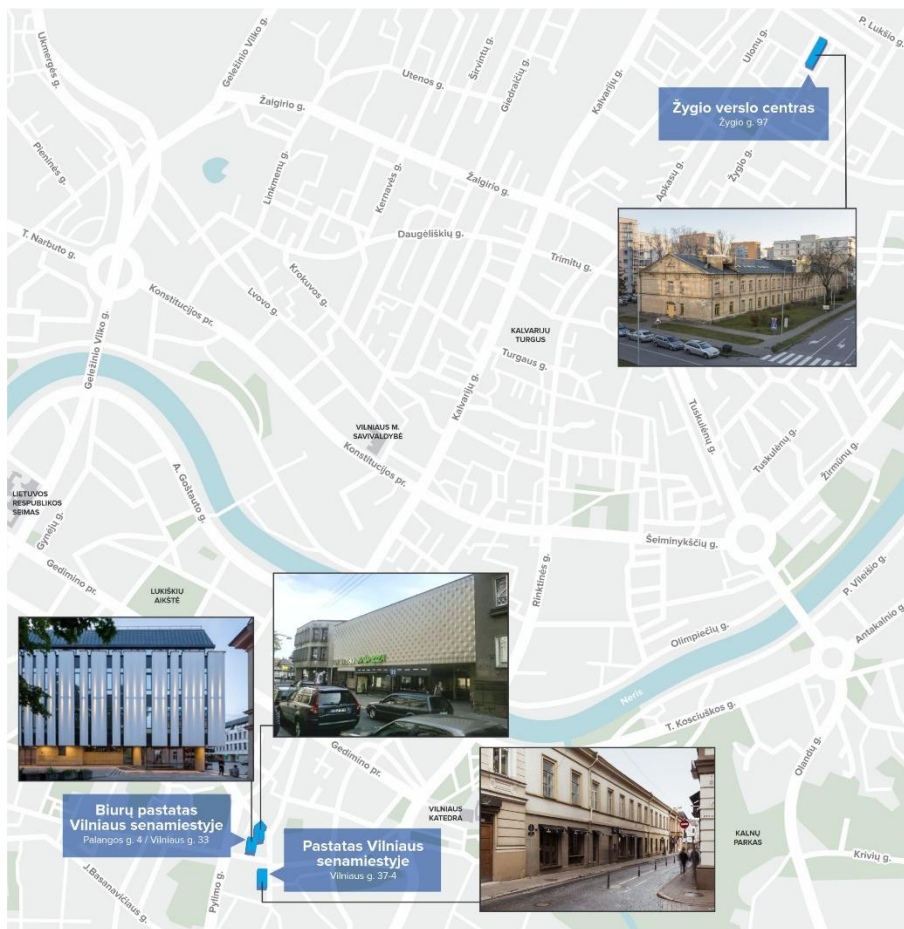 Ukmergės g.
Geležinio Vilko g.
Utenos g.
Širvintų g.
Giedraičių g.
Kalvarijų g.
Ulonų g.
P. Lukšio g.
Žygio verslo centras
Žygio g. 97
Žalgirio g.
Pieninės g.
Linkmenų g.
Kernavės g.
Žalgirio g.
Apkasų g.
Žygio g.
T. Narbuto g.
Daugėliškių g.
Trimitų g.
Krokuvos g.
Lvovo g.
Konstitucijos pr.
KALVARIJŲ
TURGUS
Turgaus g.
Geležinio Vilko g.
Kalvarijų g.
Tuskulėnų g.
Tuskulėnų g.
Žirmūnų g.
VILNIAUS M.
SAVIVALDYBĖ
Konstitucijos pr.
A. Goštauto g.
LIETUVOS
RESPUBLIKOS
SEIMAS
Gynėjų g.
Šeiminykščių g.
Gedimino pr.
LUKIŠKIŲ
AIKŠTĖ
Rinktinės g.
P. Vileišio g.
Antakalnio g.
Olimpiečių g.
Neris
T. Kosciuškos g.
Olandų g.
Gedimino pr.
Biurų pastatas
Vilniaus senamiestyje
Palangos g. 4 / Vilniaus g. 33
VILNIAUS
KATEDRA
Pastatas Vilniaus
senamiestyje
Vilniaus g. 37-4
KALNŲ
PARKAS
Krivių g.
J.Basanavičiaus g.
Pylimo g.